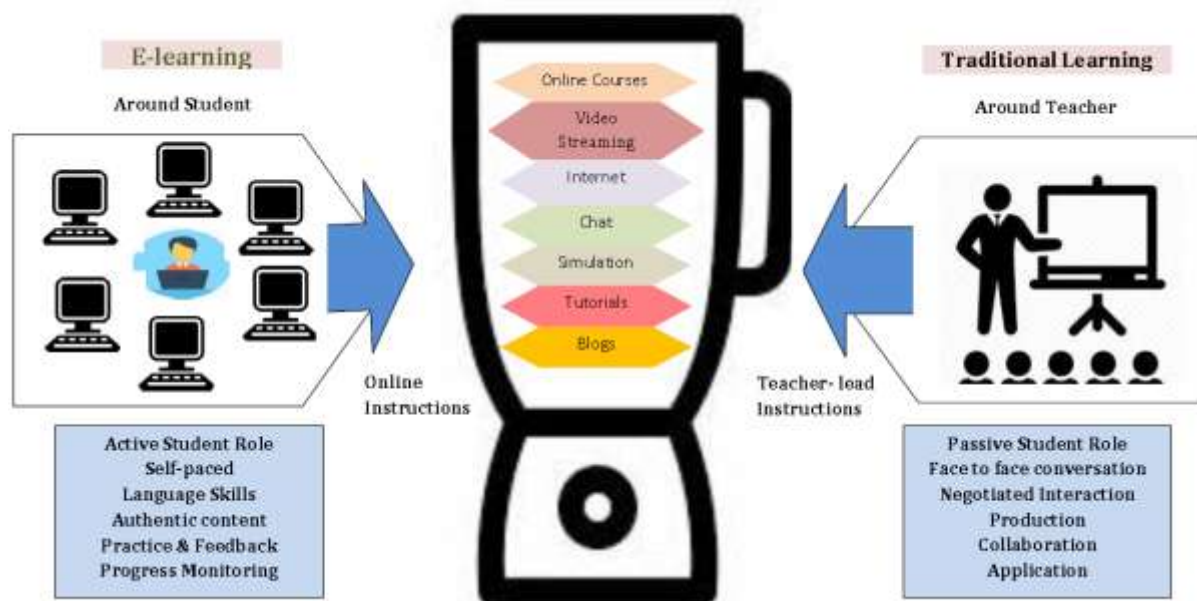 E-learning
Around Student
Online
Instructions
Active Student Role
Self-paced
Language Skills
Authentic content
Practice & Feedback
Progress Monitoring
Online Courses
Video
Streaming
Internet
Chat
Simulation
Tutorials
Blogs
Traditional Learning
Around Teacher
Teacher- lead
Instructions
Passive Student Role
Face to face conversation
Negotiated Interaction
Production
Collaboration
Application